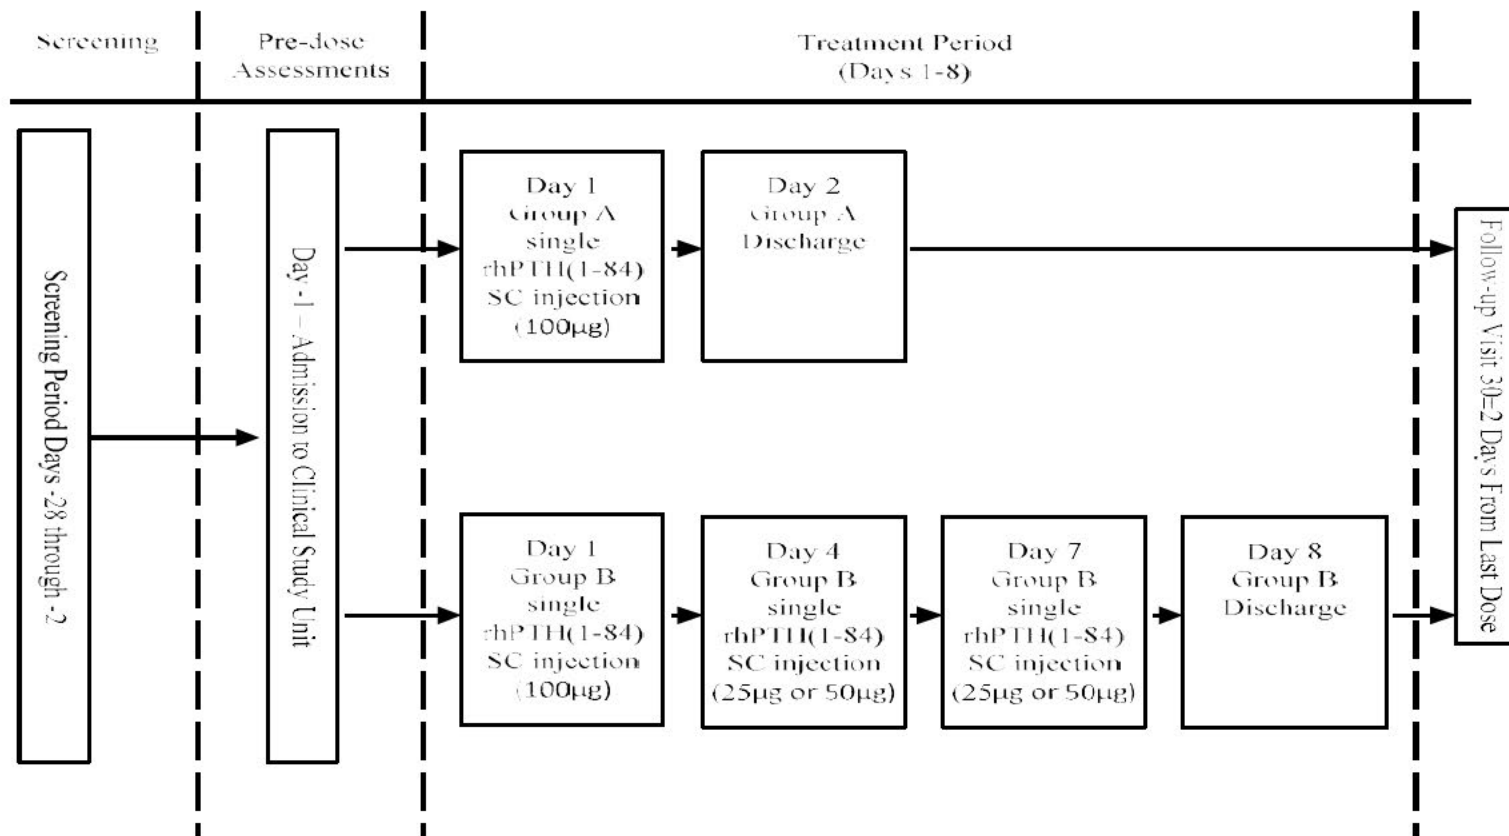 Screening
Pre-dose
Assessments
Treatment Period
(Days 1-8)
Screening Period Days -28 through -2
Day -1 – Admission to Clinical Study Unit
Day 1
Group A
single
rhPTH(1-84)
SC injection
(100µg)
Day 2
Group A
Discharge
Day 1
Group B
single
rhPTH(1-84)
SC injection
(100µg)
Day 4
Group B
single
rhPTH(1-84)
SC injection
(25µg or 50µg)
Day 7
Group B
single
rhPTH(1-84)
SC injection
(25µg or 50µg)
Day 8
Group B
Discharge
Follow-up Visit 30±2 Days From Last Dose